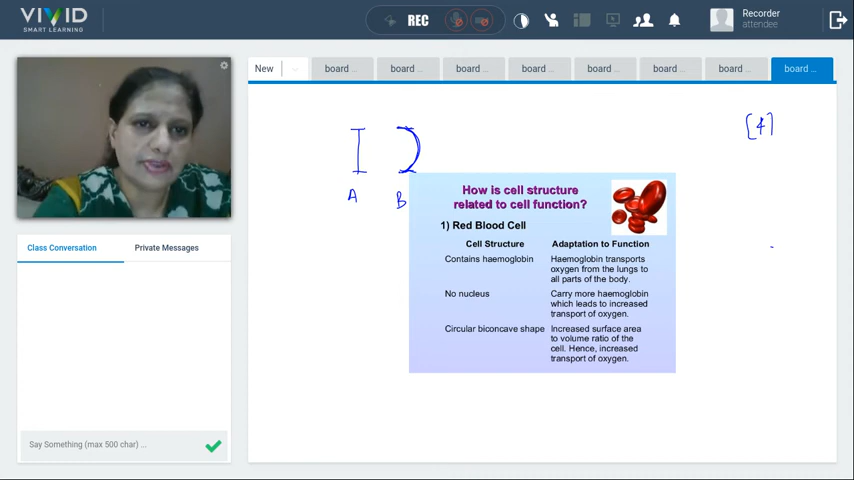 VIVID
SMART LEARNING
REC
Recorder
attendee
New
board ...
board ...
board ...
board ...
board ...
board ...
board ...
board ...
[4]
A
B
How is cell structure
related to cell function?
1) Red Blood Cell
Cell Structure
Adaptation to Function
Contains haemoglobin
Haemoglobin transports
oxygen from the lungs to
all parts of the body.
No nucleus
Carry more haemoglobin
which leads to increased
transport of oxygen.
Circular biconcave shape
Increased surface area
to volume ratio of the
cell. Hence, increased
transport of oxygen.
Class Conversation
Private Messages
Say Something (max 500 char) ...